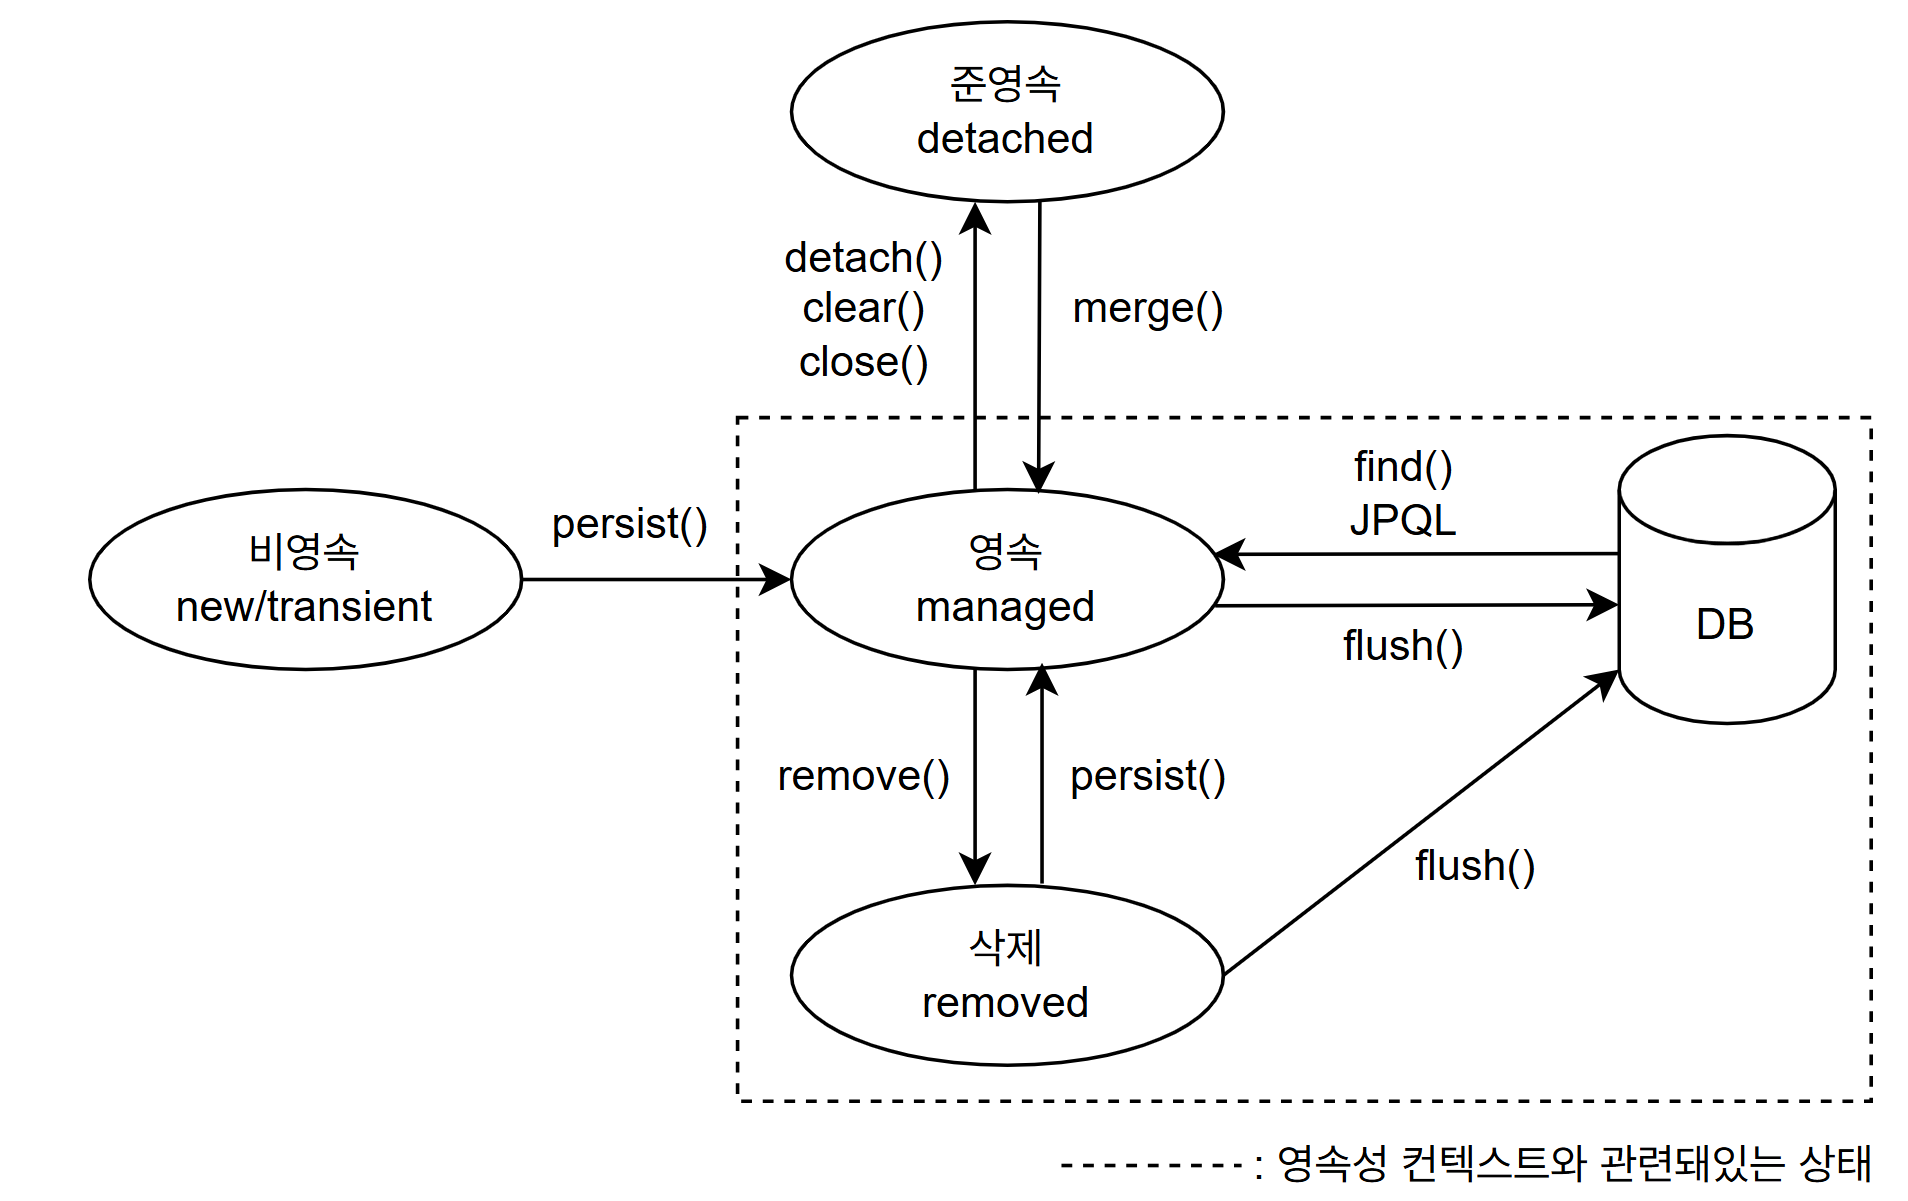 준영속
detached
detach()
clear()
close()
merge()
find()
JPQL
비영속
new/transient
persist()
영속
managed
flush()
DB
remove()
persist()
flush()
삭제
removed
: 영속성 컨텍스트와 관련돼있는 상태